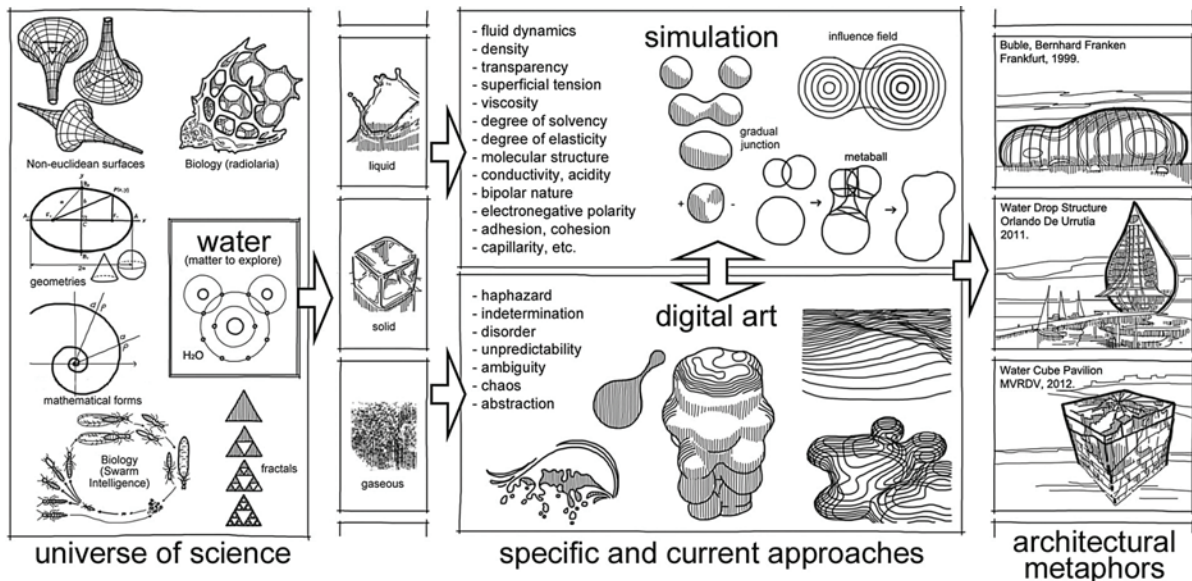 Non-euclidean surfaces
Biology (radiolaria)
geometries
mathematical forms
Biology
(Swarm
Intelligence)
fractals
water
(matter to explore)
H₂O
universe of science
liquid
solid
gaseous
- fluid dynamics
- density
- transparency
- superficial tension
- viscosity
- degree of solvency
- degree of elasticity
- molecular structure
- conductivity, acidity
- bipolar nature
- electronegative polarity
- adhesion, cohesion
- capillarity, etc.
simulation
influence field
gradual
junction
metaball
+ -
- haphazard
- indetermination
- disorder
- unpredictability
- ambiguity
- chaos
- abstraction
digital art
specific and current approaches
Buble, Bernhard Franken
Frankfurt, 1999.
Water Drop Structure
Orlando De Urrutia
2011.
Water Cube Pavilion
MVRDV, 2012.
architectural
metaphors